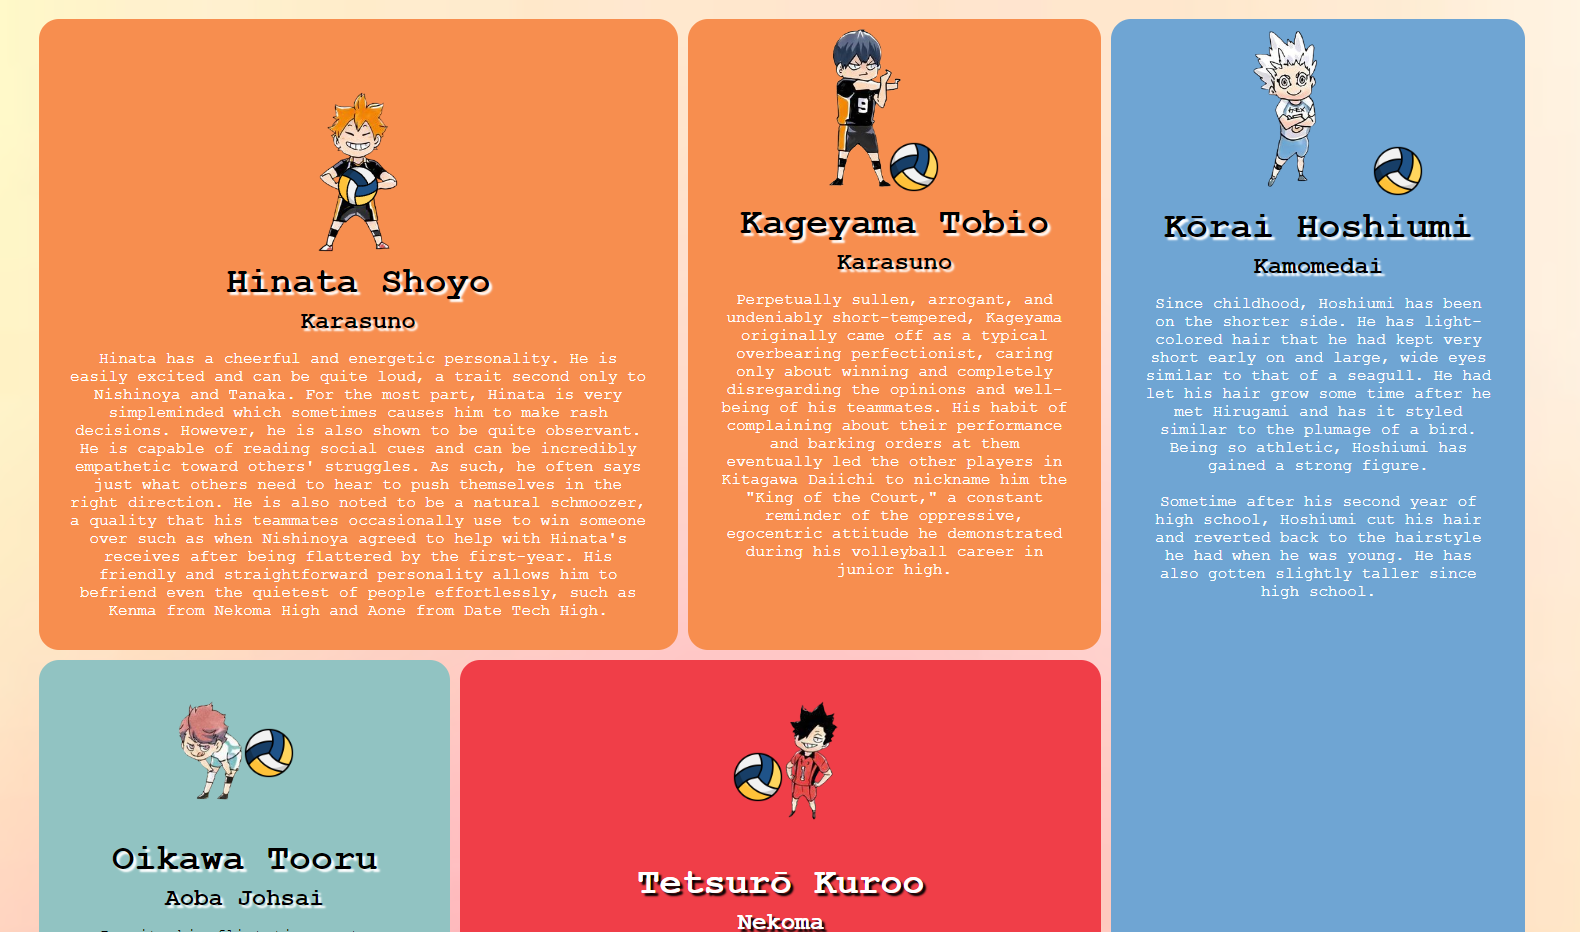 Hinata Shoyo
Karasuno
Hinata has a cheerful and energetic personality. He is
easily excited and can be quite loud, a trait second only to
Nishinoya and Tanaka. For the most part, Hinata is very
simpleminded which sometimes causes him to make rash
decisions. However, he is also shown to be quite observant.
He is capable of reading social cues and can be incredibly
empathetic toward others' struggles. As such, he often says
just what others need to hear to push themselves in the
right direction. He is also noted to be a natural schmoozer,
a quality that his teammates occasionally use to win someone
over such as when Nishinoya agreed to help with Hinata's
receives after being flattered by the first-year. His
friendly and straightforward personality allows him to
befriend even the quietest of people effortlessly, such as
Kenma from Nekoma High and Aone from Date Tech High.
9
Kageyama Tobio
Karasuno
Perpetually sullen, arrogant, and
undeniably short-tempered, Kageyama
originally came off as a typical
overbearing perfectionist, caring
only about winning and completely
disregarding the opinions and well-
being of his teammates. His habit of
complaining about their performance
and barking orders at them
eventually led the other players in
Kitagawa Daiichi to nickname him the
"King of the Court," a constant
reminder of the oppressive,
egocentric attitude he demonstrated
during his volleyball career in
junior high.
Kōrai Hoshiumi
Kamomedai
Since childhood, Hoshiumi has been
on the shorter side. He has light-
colored hair that he had kept very
short early on and large, wide eyes
similar to that of a seagull. He had
let his hair grow some time after he
met Hirugami and has it styled
similar to the plumage of a bird.
Being so athletic, Hoshiumi has
gained a strong figure.
Sometime after his second year of
high school, Hoshiumi cut his hair
and reverted back to the hairstyle
he had when he was young. He has
also gotten slightly taller since
high school.
Oikawa Tooru
Aoba Johsai
1
Tetsurō Kuroo
Nekoma